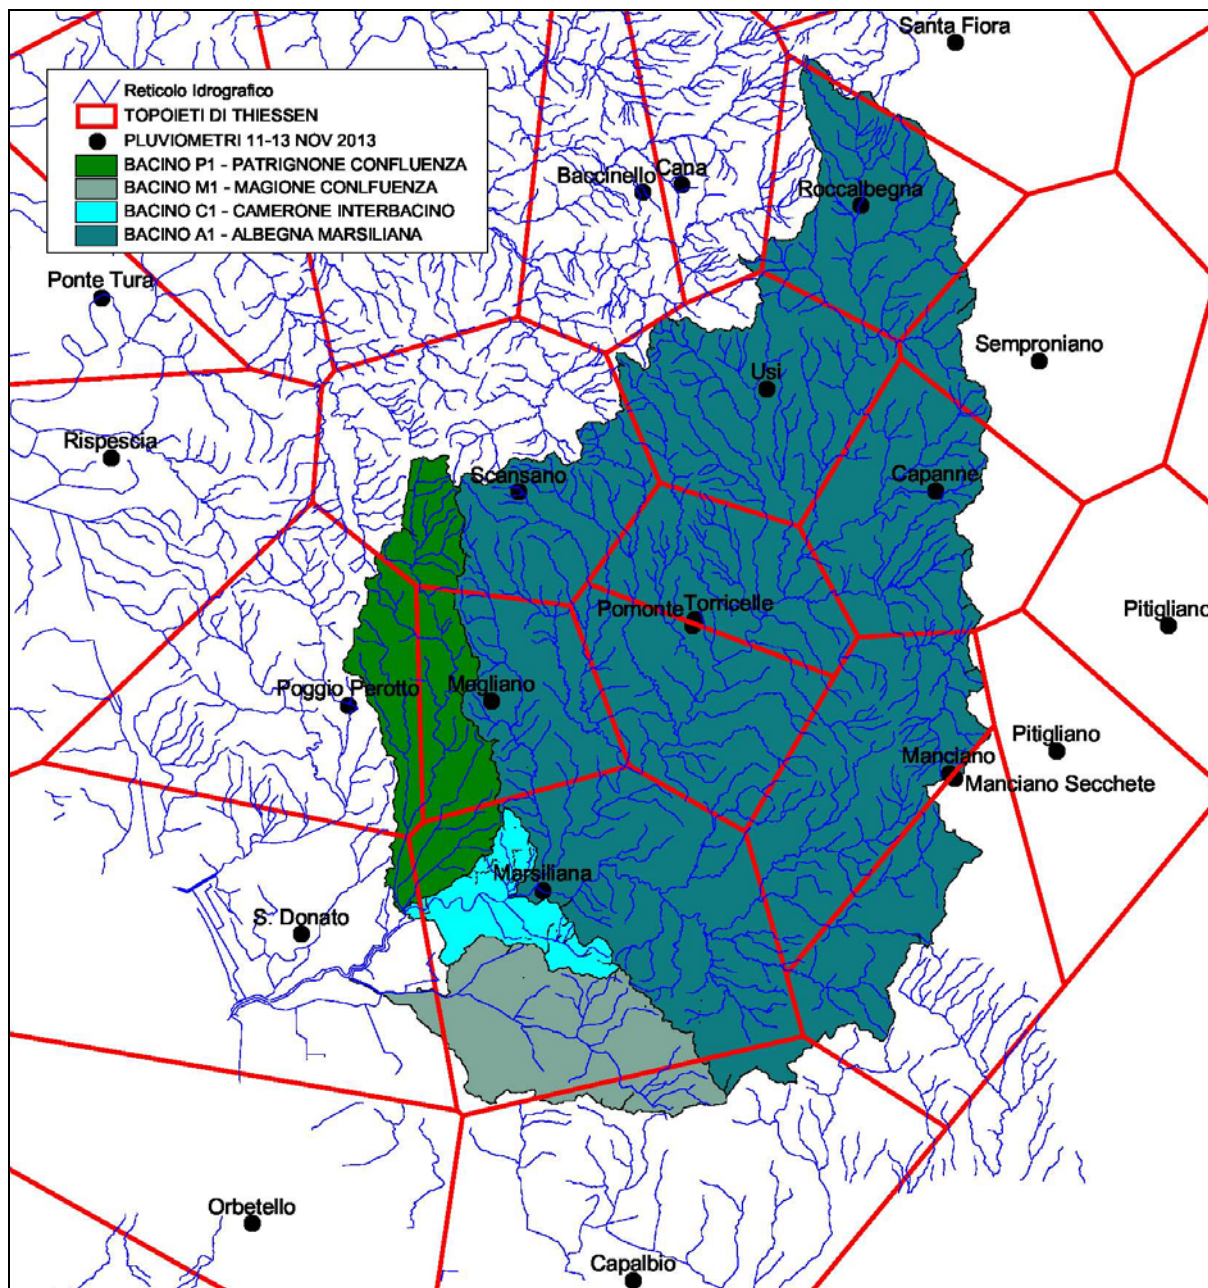 Santa Fiora
Reticolo Idrografico
TOPOIETI DI THIESSEN
PLUVIOMETRI 11-13 NOV 2013
BACINO P1 - PATRIGNONE CONFLUENZA
BACINO M1 - MAGIONE CONLFUENZA
BACINO C1 - CAMERONE INTERBACINO
BACINO A1 - ALBEGNA MARSILIANA
Baccinello
Cana
Roccalbegna
Ponte Tura
Semproniano
Usi
Rispescia
Scansano
Capanne
Pomonte
Torricelle
Pitigliano
Poggio Perotto
Magliano
Pitigliano
Manciano
Manciano Secchete
Marsiliana
S. Donato
Orbetello
Capalbio